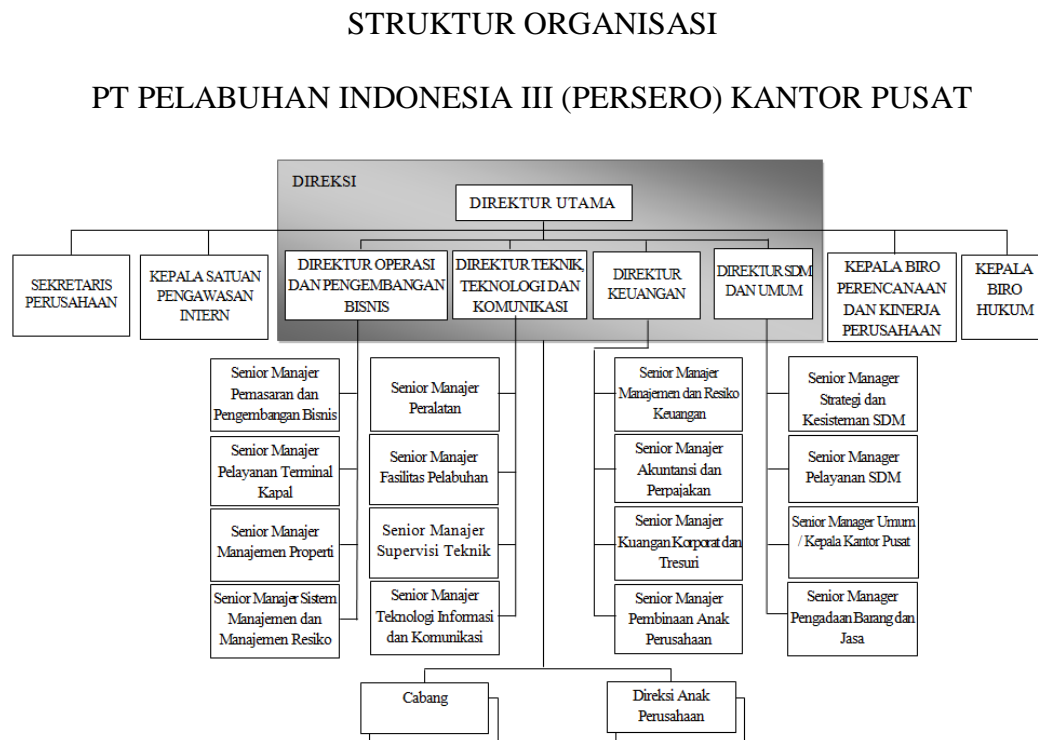 STRUKTUR ORGANISASI
PT PELABUHAN INDONESIA III (PERSERO) KANTOR PUSAT
DIREKSI
DIREKTUR UTAMA
SEKRETARIS
PERUSAHAAN
KEPALA SATUAN
PENGAWASAN
INTERN
DIREKTUR OPERASI
DAN PENGEMBANGAN
BISNIS
DIREKTUR TEKNIK,
TEKNOLOGI DAN
KOMUNIKASI
DIREKTUR
KEUANGAN
DIREKTUR SDM
DAN UMUM
KEPALA BIRO
PERENCANAAN
DAN KINERJA
PERUSAHAAN
KEPALA
BIRO
HUKUM
Senior Manajer
Pemasaran dan
Pengembangan Bisnis
Senior Manajer
Pelayanan Terminal
Kapal
Senior Manajer
Manajemen Properti
Senior Manajer Sistem
Manajemen dan
Manajemen Resiko
Senior Manajer
Peralatan
Senior Manajer
Fasilitas Pelabuhan
Senior Manajer
Supervisi Teknik
Senior Manajer
Teknologi Informasi
dan Komunikasi
Senior Manajer
Manajemen dan Resiko
Keuangan
Senior Manajer
Akuntansi dan
Perpajakan
Senior Manajer
Kuangan Korporat dan
Tresuri
Senior Manajer
Pembinaan Anak
Perusahaan
Senior Manager
Strategi dan
Kesisteman SDM
Senior Manager
Pelayanan SDM
Senior Manager Umum
/ Kepala Kantor Pusat
Senior Manager
Pengadaan Barang dan
Jasa
Cabang
Direksi Anak
Perusahaan